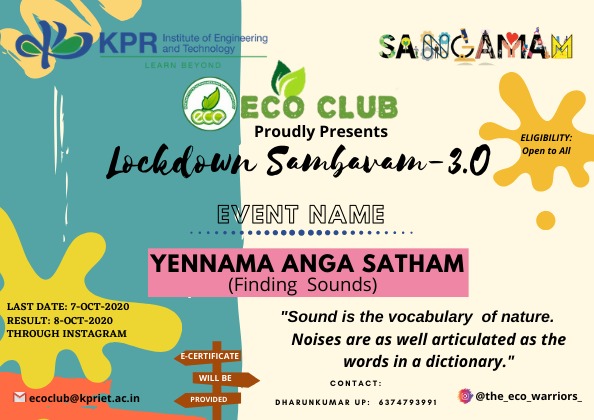 KPR Institute of Engineering
and Technology
LEARN BEYOND
SANGAMAM
eco
ECO CLUB
Proudly Presents
Lockdown Sambavam-3.0
ELIGIBILITY:
Open to All
EVENT NAME
YENNAMA ANGA SATHAM
(Finding Sounds)
LAST DATE: 7-OCT-2020
RESULT: 8-OCT-2020
THROUGH INSTAGRAM
"Sound is the vocabulary of nature.
Noises are as well articulated as the
words in a dictionary."
E-CERTIFICATE
WILL BE
PROVIDED
CONTACT:
DHARUNKUMAR UP: 6374793991
ecoclub@kpriet.ac.in
@the_eco_warriors_